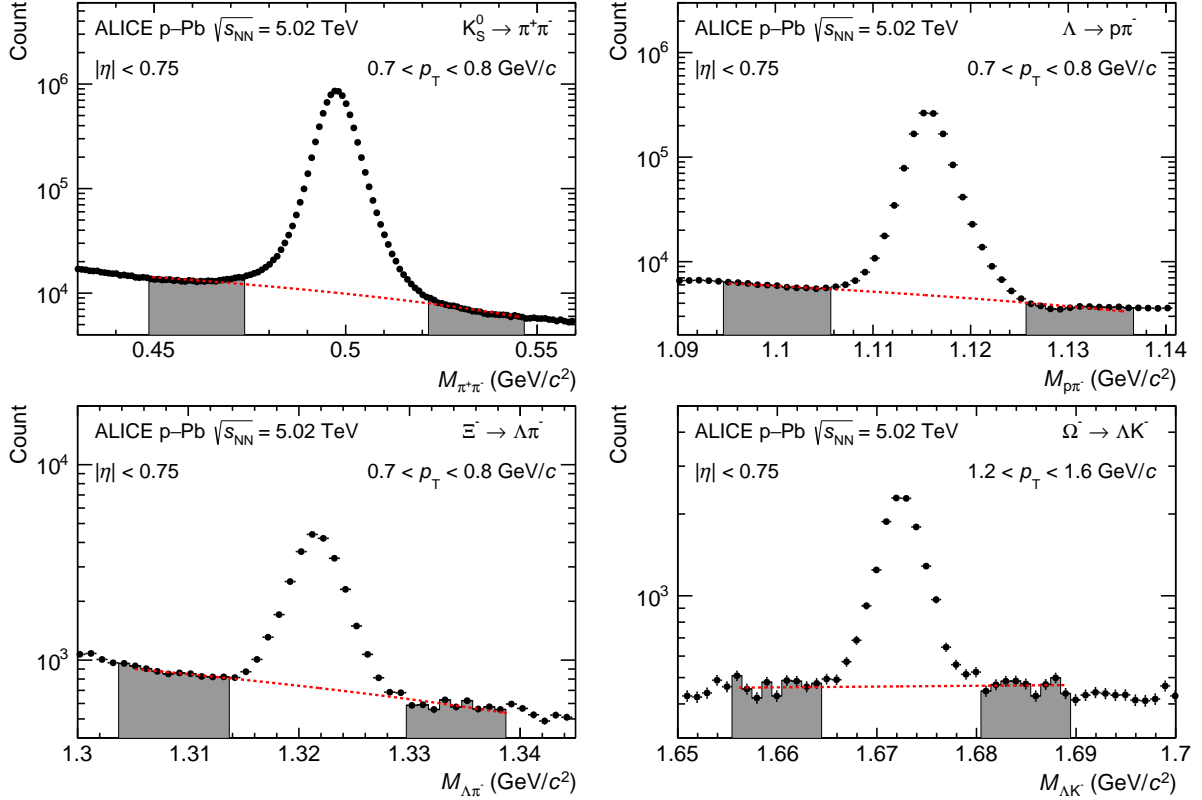 Count
ALICE p–Pb √sNN = 5.02 TeV
K0S → π+π-
|η| < 0.75
0.7 < pT < 0.8 GeV/c
10^6
10^5
10^4
0.45 0.5 0.55
Mπ+π- (GeV/c2)
Count
ALICE p–Pb √sNN = 5.02 TeV
Λ → pπ-
|η| < 0.75
0.7 < pT < 0.8 GeV/c
10^6
10^5
10^4
1.09 1.1 1.11 1.12 1.13 1.14
Mpπ- (GeV/c2)
Count
ALICE p–Pb √sNN = 5.02 TeV
Ξ- → Λπ-
|η| < 0.75
0.7 < pT < 0.8 GeV/c
10^4
10^3
1.3 1.31 1.32 1.33 1.34
MΛπ- (GeV/c2)
Count
ALICE p–Pb √sNN = 5.02 TeV
Ω- → ΛK-
|η| < 0.75
1.2 < pT < 1.6 GeV/c
10^3
1.65 1.66 1.67 1.68 1.69 1.7
MΛK- (GeV/c2)